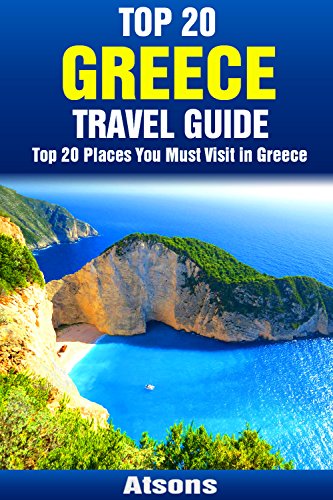 TOP 20
GREECE
TRAVEL GUIDE
Top 20 Places You Must Visit in Greece
Atsons